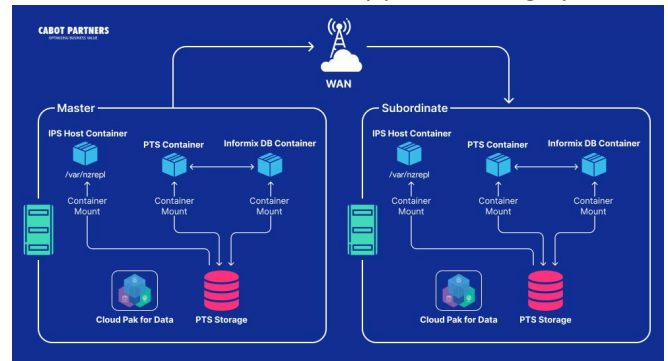 CABOT PARTNERS
OPTIMIZING BUSINESS VALUE
WAN
Master
IPS Host Container
/var/nzrepl
PTS Container
Informix DB Container
Container
Mount
Container
Mount
Container
Mount
Cloud Pak for Data
PTS Storage
Subordinate
IPS Host Container
/var/nzrepl
PTS Container
Informix DB Container
Container
Mount
Container
Mount
Container
Mount
Cloud Pak for Data
PTS Storage